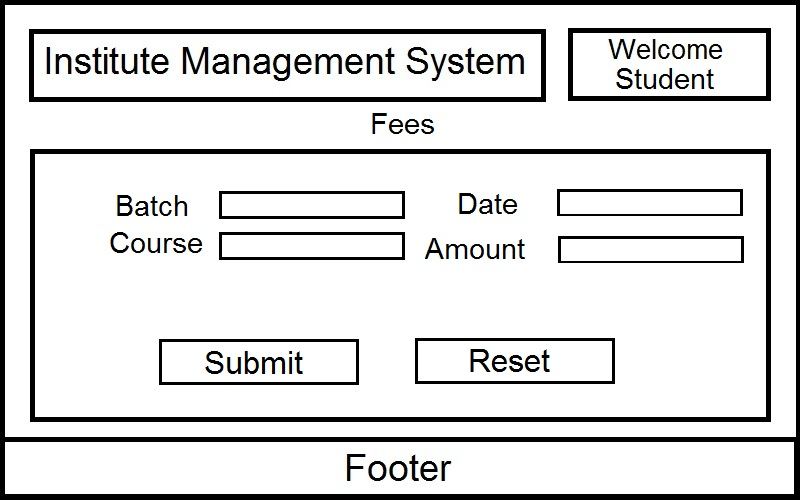 Institute Management System
Welcome
Student
Fees
Batch
Date
Course
Amount
Submit
Reset
Footer